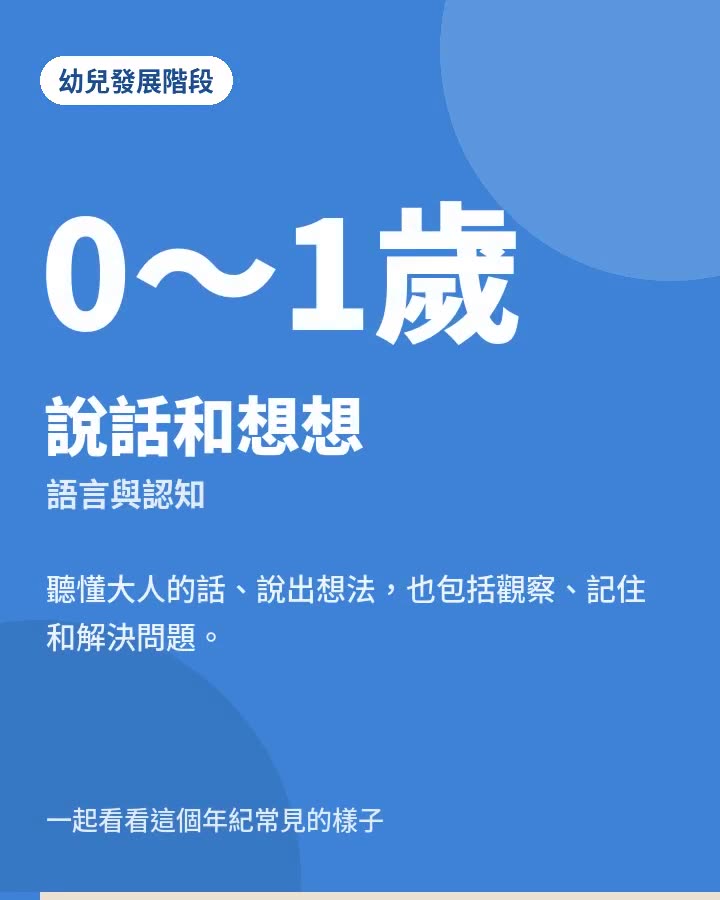 幼兒發展階段
0～1歲
說話和想想
語言與認知
聽懂大人的話、說出想法，也包括觀察、記住
和解決問題。
一起看看這個年紀常見的樣子